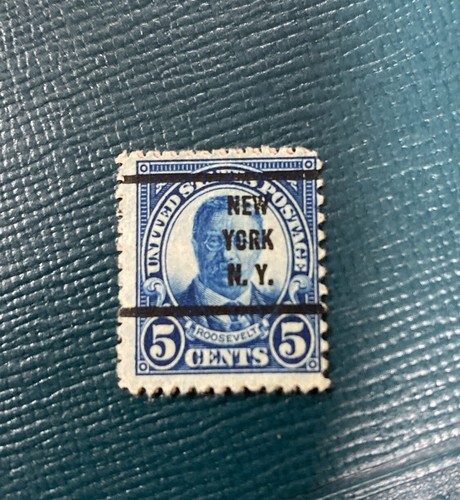 UNITED STATES POSTAGE
NEW
YORK
N. Y.
ROOSEVELT
5 CENTS 5